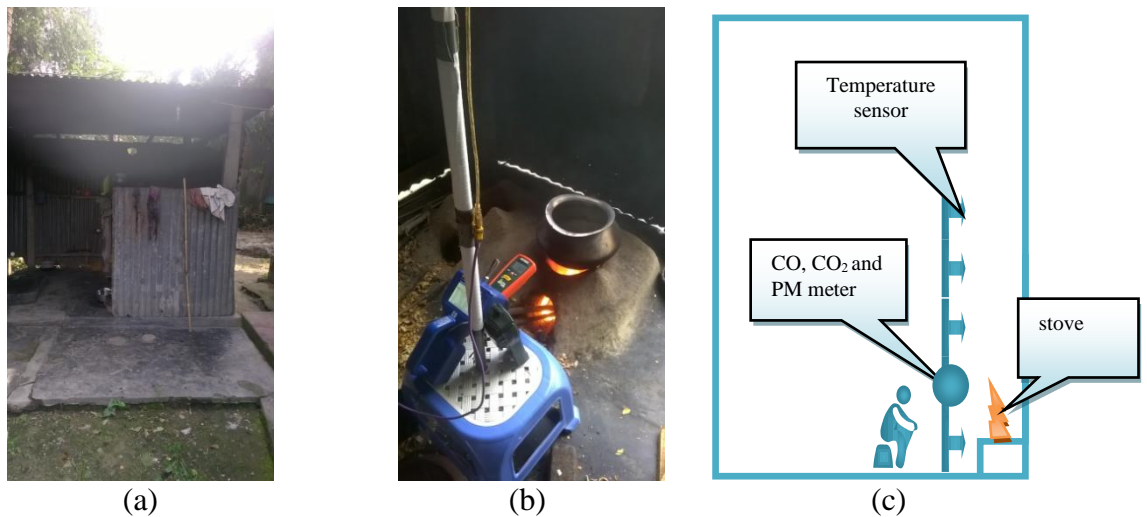 Temperature
sensor
CO, CO₂ and
PM meter
stove
(a)
(b)
(c)